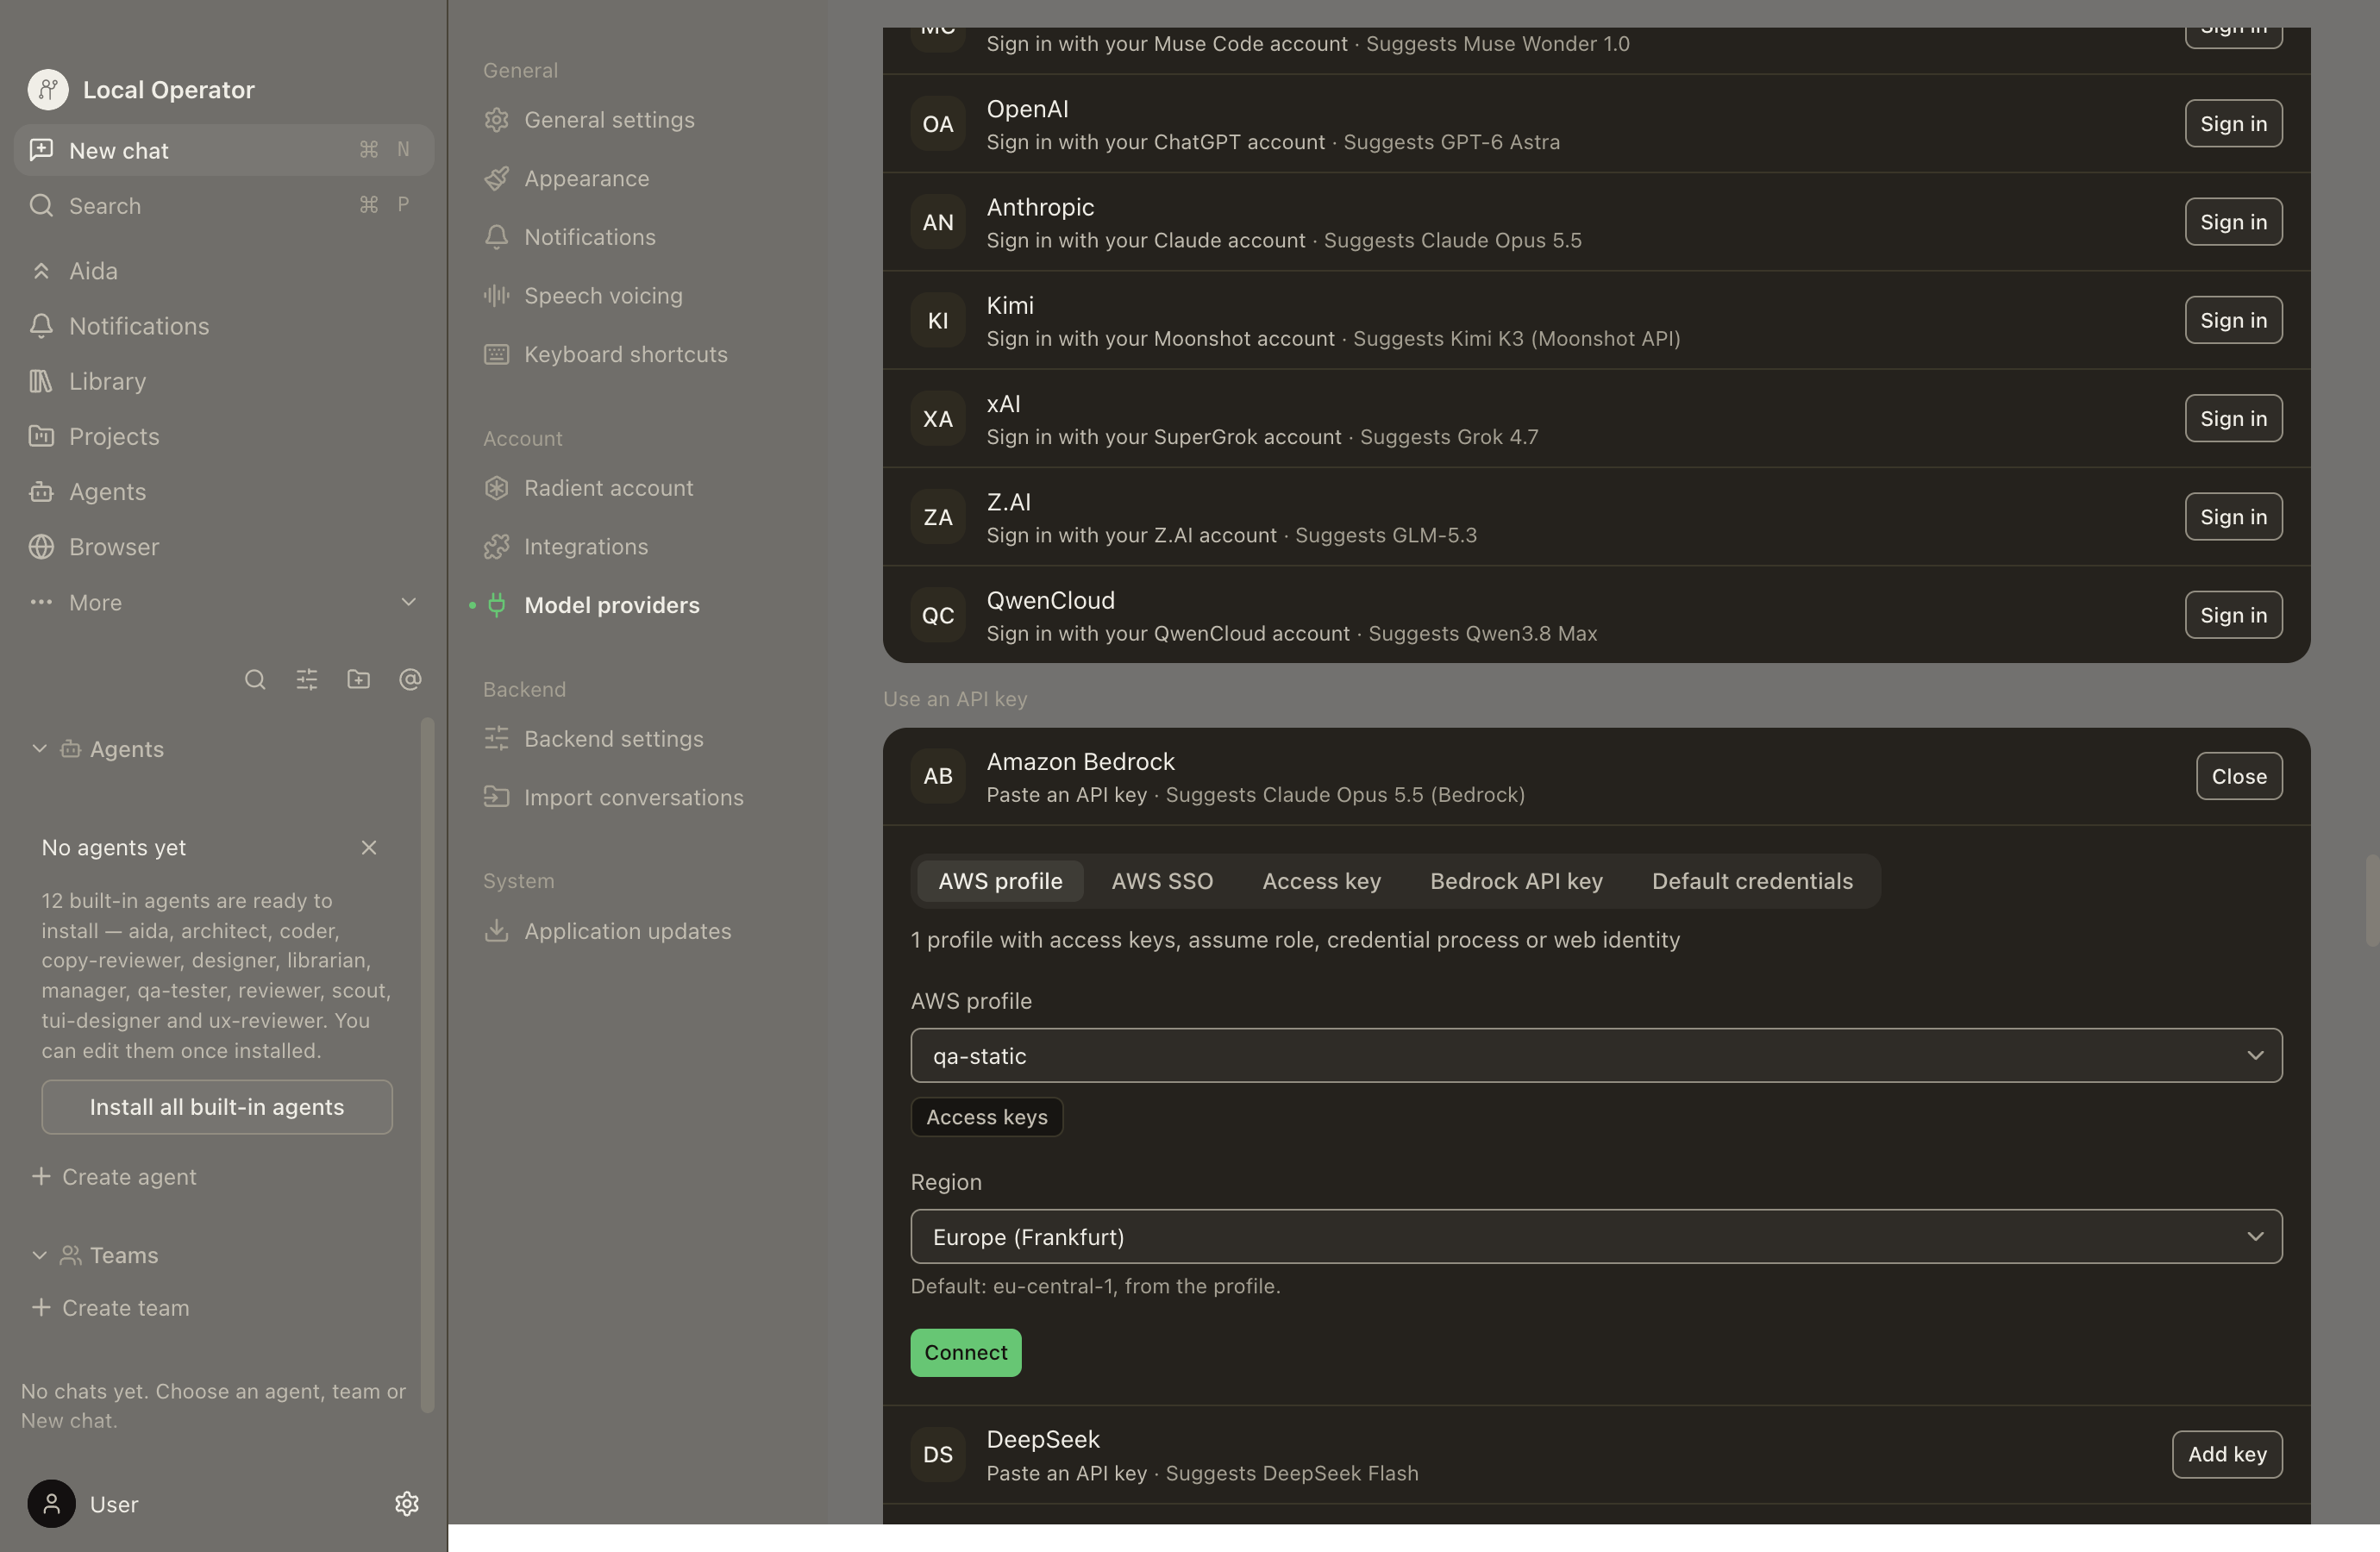 Local Operator
New chat ⌘ N
Search ⌘ P
Aida
Notifications
Library
Projects
Agents
Browser
More
Agents
No agents yet
12 built-in agents are ready to
install — aida, architect, coder,
copy-reviewer, designer, librarian,
manager, qa-tester, reviewer, scout,
tui-designer and ux-reviewer. You
can edit them once installed.
Install all built-in agents
Create agent
Teams
Create team
No chats yet. Choose an agent, team or
New chat.
User
General
General settings
Appearance
Notifications
Speech voicing
Keyboard shortcuts
Account
Radient account
Integrations
Model providers
Backend
Backend settings
Import conversations
System
Application updates
MC
Sign in with your Muse Code account · Suggests Muse Wonder 1.0
Sign in
OA
OpenAI
Sign in with your ChatGPT account · Suggests GPT-6 Astra
Sign in
AN
Anthropic
Sign in with your Claude account · Suggests Claude Opus 5.5
Sign in
KI
Kimi
Sign in with your Moonshot account · Suggests Kimi K3 (Moonshot API)
Sign in
XA
xAI
Sign in with your SuperGrok account · Suggests Grok 4.7
Sign in
ZA
Z.AI
Sign in with your Z.AI account · Suggests GLM-5.3
Sign in
QC
QwenCloud
Sign in with your QwenCloud account · Suggests Qwen3.8 Max
Sign in
Use an API key
AB
Amazon Bedrock
Paste an API key · Suggests Claude Opus 5.5 (Bedrock)
Close
AWS profile AWS SSO Access key Bedrock API key Default credentials
1 profile with access keys, assume role, credential process or web identity
AWS profile
qa-static
Access keys
Region
Europe (Frankfurt)
Default: eu-central-1, from the profile.
Connect
DS
DeepSeek
Paste an API key · Suggests DeepSeek Flash
Add key